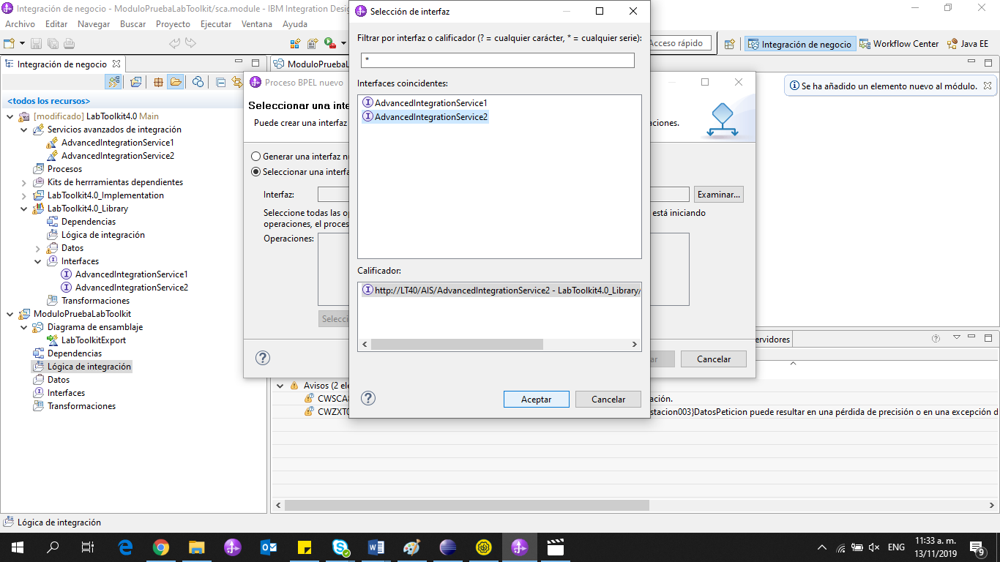 Integración de negocio - ModuloPruebaLabToolkit/sca.module - IBM Integration Desig
Archivo Editar Navegar Buscar Proyecto Ejecutar Ventana Ayuda
Acceso rápido
Integración de negocio Workflow Center Java EE
Integración de negocio
<todos los recursos>
[modificado] LabToolkit4.0 Main
Servicios avanzados de integración
AdvancedIntegrationService1
AdvancedIntegrationService2
Procesos
Kits de herrramientas dependientes
LabToolkit4.0_Implementation
LabToolkit4.0_Library
Dependencias
Lógica de integración
Datos
Interfaces
AdvancedIntegrationService1
AdvancedIntegrationService2
Transformaciones
ModuloPruebaLabToolkit
Diagrama de ensamblaje
LabToolkitExport
Dependencias
Lógica de integración
Datos
Interfaces
Transformaciones
Lógica de integración
ModuloPruebaL
Se ha añadido un elemento nuevo al módulo.
Proceso BPEL nuevo
Seleccionar una inte
Puede crear una interfaz
aciones.
Generar una interfaz nu
Seleccionar una interfa
Interfaz:
Examinar...
Seleccione todas las op
está iniciando
operaciones, el proces
Operaciones:
Selecci
ar
Cancelar
Selección de interfaz
Filtrar por interfaz o calificador (? = cualquier carácter, * = cualquier serie):
*
Interfaces coincidentes:
AdvancedIntegrationService1
AdvancedIntegrationService2
Calificador:
http://LT40/AIS/AdvancedIntegrationService2 - LabToolkit4.0_Library/
Aceptar
Cancelar
ervidores
Avisos (2 ele
CWSCA
ación.
CWZXT
stacion003}DatosPeticion puede resultar en una pérdida de precisión o en una excepción d
ENG
11:33 a. m.
13/11/2019
9